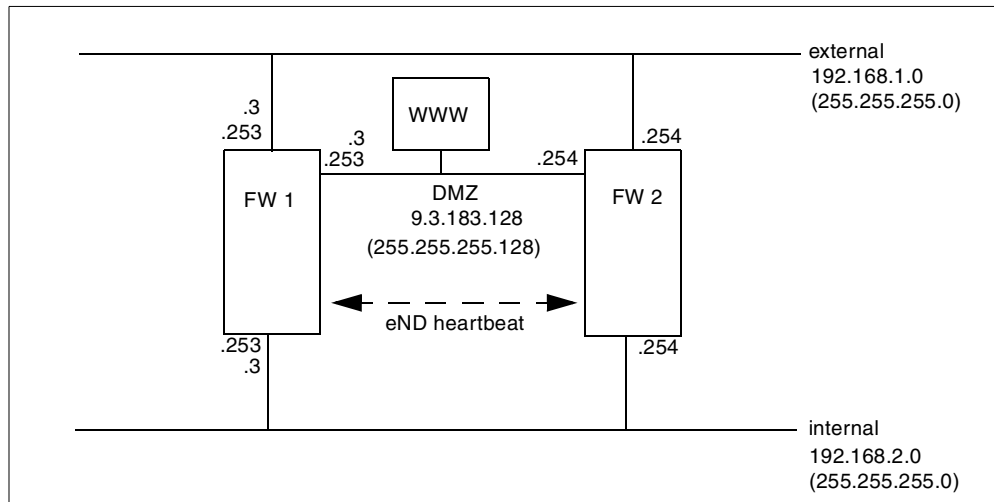 external
192.168.1.0
(255.255.255.0)
.3
.253
WWW
.3
.253
.254
.254
FW 1
DMZ
9.3.183.128
(255.255.255.128)
FW 2
eND heartbeat
.253
.3
.254
internal
192.168.2.0
(255.255.255.0)